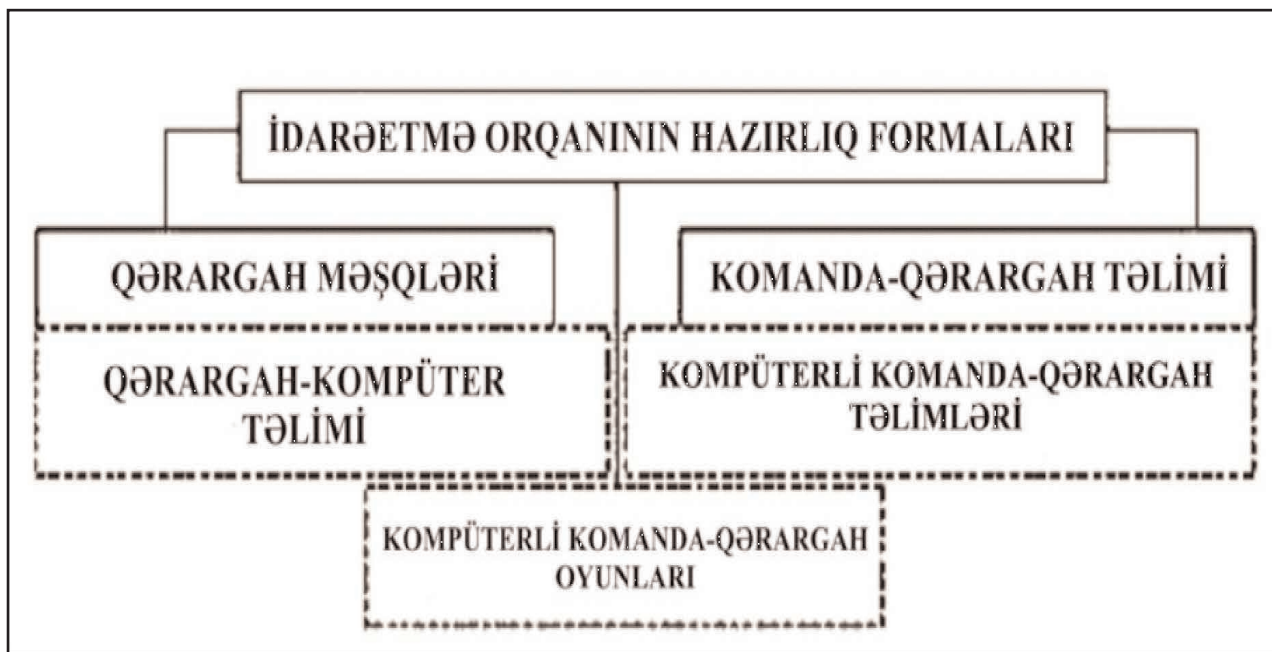 İDARƏETMƏ ORQANININ HAZIRLIQ FORMALARI
QƏRARGAH MƏŞQLƏRİ
KOMANDA-QƏRARGAH TƏLİMİ
QƏRARGAH-KOMPÜTER
TƏLİMİ
KOMPÜTERLİ KOMANDA-QƏRARGAH
TƏLİMLƏRİ
KOMPÜTERLİ KOMANDA-QƏRARGAH
OYUNLARI